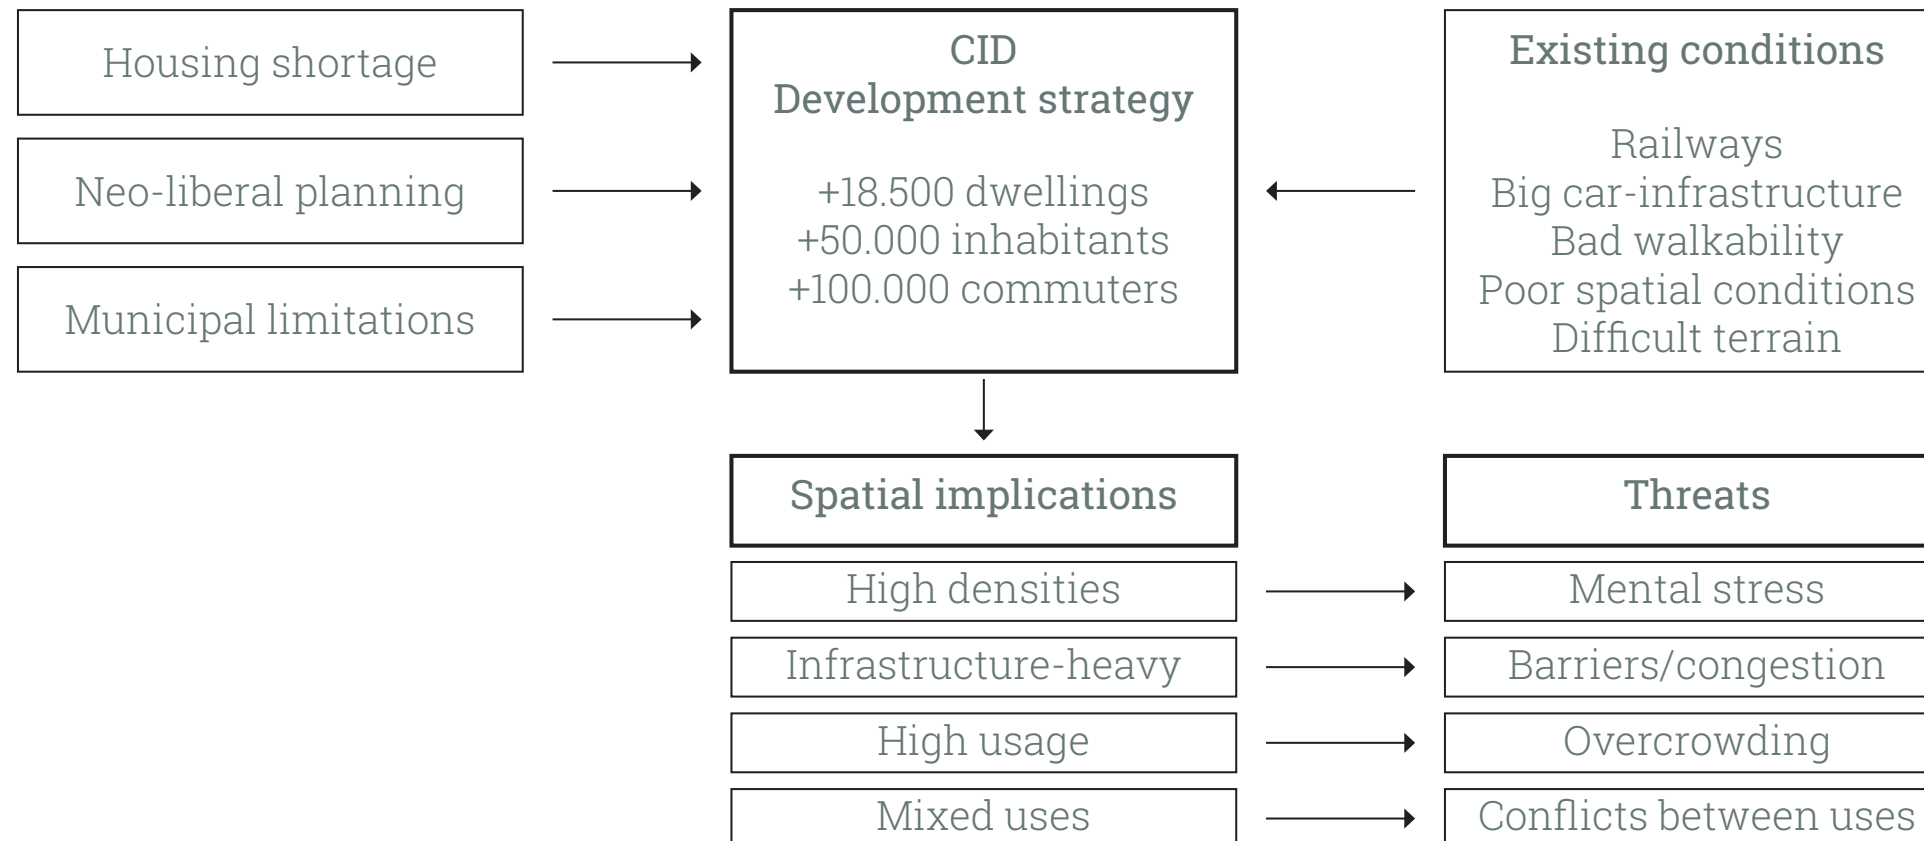 Housing shortage
Neo-liberal planning
Municipal limitations
CID
Development strategy
+18.500 dwellings
+50.000 inhabitants
+100.000 commuters
Existing conditions
Railways
Big car-infrastructure
Bad walkability
Poor spatial conditions
Difficult terrain
Spatial implications
Threats
High densities
Mental stress
Infrastructure-heavy
Barriers/congestion
High usage
Overcrowding
Mixed uses
Conflicts between uses